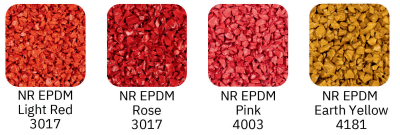 NR EPDM
Light Red
3017
NR EPDM
Rose
3017
NR EPDM
Pink
4003
NR EPDM
Earth Yellow
4181